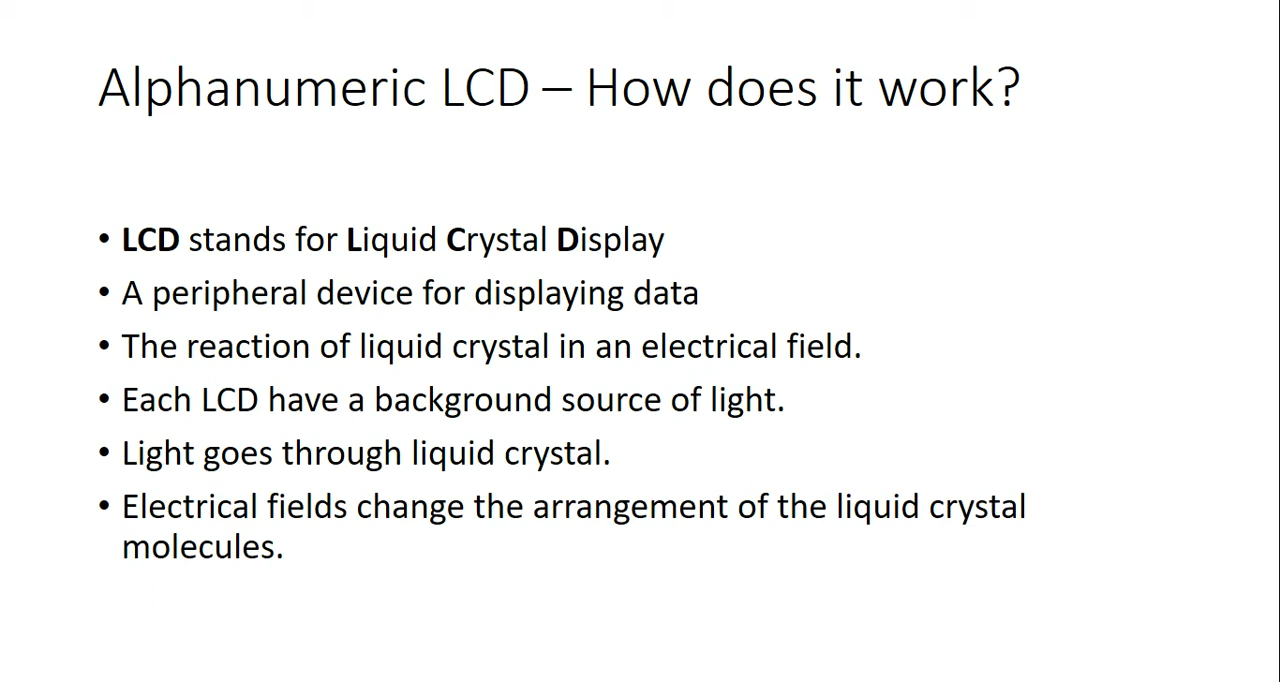 Alphanumeric LCD – How does it work?
• LCD stands for Liquid Crystal Display
• A peripheral device for displaying data
• The reaction of liquid crystal in an electrical field.
• Each LCD have a background source of light.
• Light goes through liquid crystal.
• Electrical fields change the arrangement of the liquid crystal
molecules.